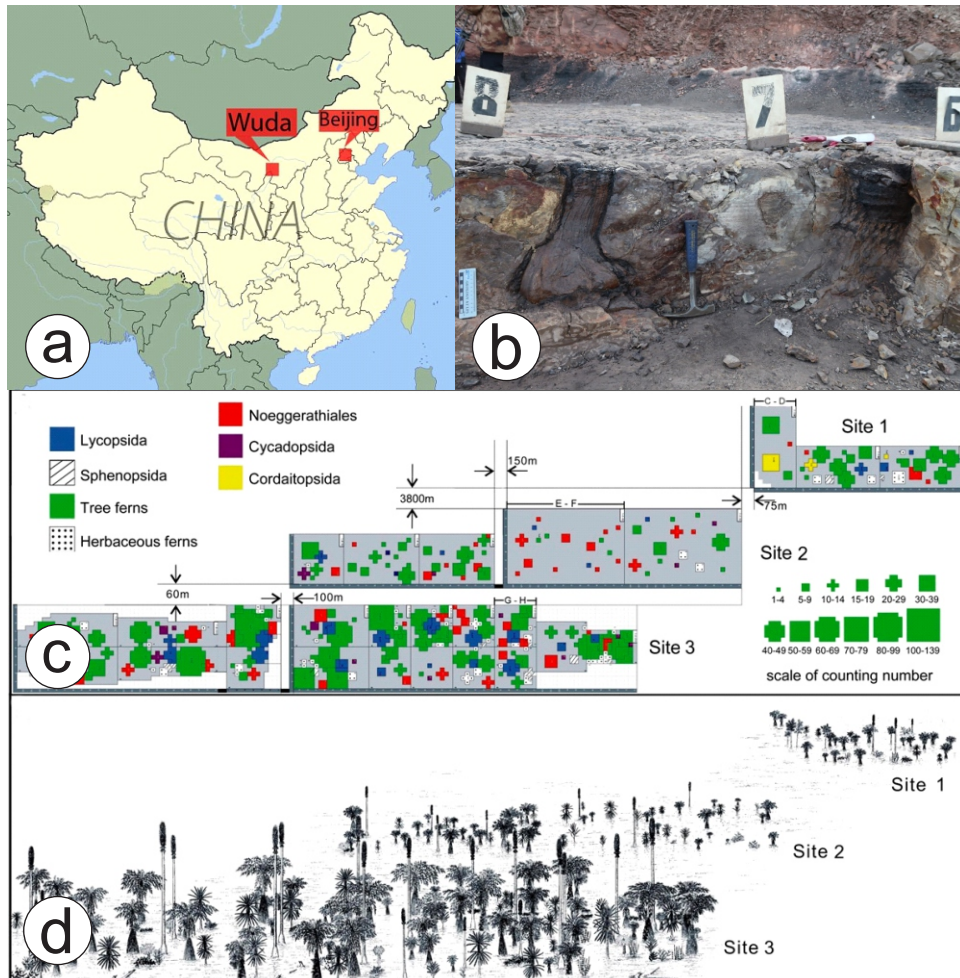 Wuda
Beijing
CHINA
a
8
7
6
b
Lycopsida
Sphenopsida
Tree ferns
Herbaceous ferns
Noeggerathiales
Cycadopsida
Cordaitopsida
150m
3800m
C - D
Site 1
75m
E - F
Site 2
60m
100m
G - H
Site 3
1-4
5-9
10-14
15-19
20-29
30-39
40-49
50-59
60-69
70-79
80-99
100-139
scale of counting number
c
Site 1
Site 2
Site 3
d